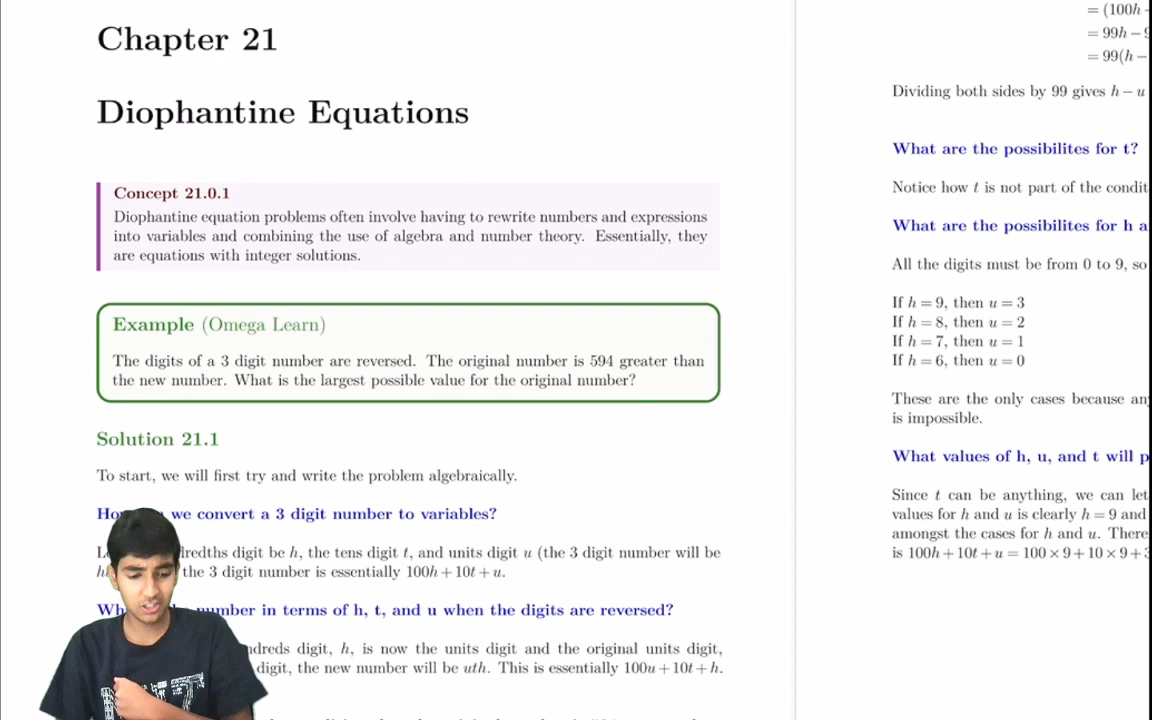 Chapter 21
Diophantine Equations
Concept 21.0.1
Diophantine equation problems often involve having to rewrite numbers and expressions
into variables and combining the use of algebra and number theory. Essentially, they
are equations with integer solutions.
Example (Omega Learn)
The digits of a 3 digit number are reversed. The original number is 594 greater than
the new number. What is the largest possible value for the original number?
Solution 21.1
To start, we will first try and write the problem algebraically.
we convert a 3 digit number to variables?
digit be h, the tens digit t, and units digit u (the 3 digit number will be
the 3 digit number is essentially 100h + 10t + u.
in terms of h, t, and u when the digits are reversed?
digit, h, is now the units digit and the original units digit,
digit, the new number will be uth. This is essentially 100u + 10t + h.
= (100h -
= 99h -
= 99(h -
Dividing both sides by 99 gives h - u
What are the possibilites for t?
Notice how t is not part of the
What are the possibilites for h
All the digits must be from 0 to 9, so
If h = 9, then u = 3
If h = 8, then u = 2
If h = 7, then u = 1
If h = 6, then u = 0
These are the only cases because
is impossible.
What values of h, u, and t will
Since t can be anything, we can let
values for h and u is clearly h = 9 and
amongst the cases for h and u. There
is 100h + 10t + u = 100 × 9 + 10 × 9 +